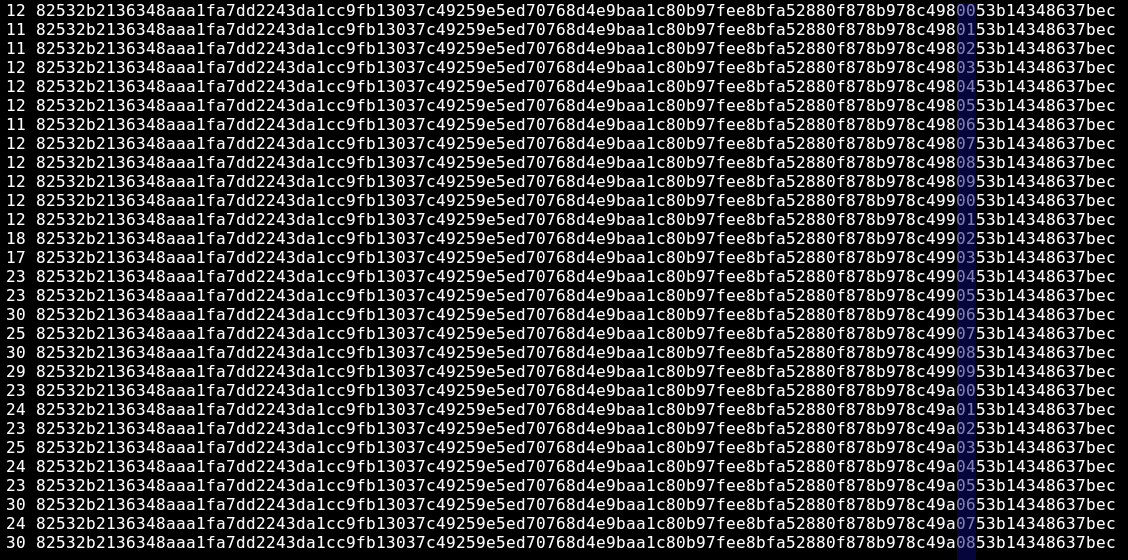 12 82532b2136348aaa1fa7dd2243da1cc9fb13037c49259e5ed70768d4e9baa1c80b97fee8bfa52880f878b978c4980053b14348637bec
11 82532b2136348aaa1fa7dd2243da1cc9fb13037c49259e5ed70768d4e9baa1c80b97fee8bfa52880f878b978c4980153b14348637bec
11 82532b2136348aaa1fa7dd2243da1cc9fb13037c49259e5ed70768d4e9baa1c80b97fee8bfa52880f878b978c4980253b14348637bec
12 82532b2136348aaa1fa7dd2243da1cc9fb13037c49259e5ed70768d4e9baa1c80b97fee8bfa52880f878b978c4980353b14348637bec
12 82532b2136348aaa1fa7dd2243da1cc9fb13037c49259e5ed70768d4e9baa1c80b97fee8bfa52880f878b978c4980453b14348637bec
12 82532b2136348aaa1fa7dd2243da1cc9fb13037c49259e5ed70768d4e9baa1c80b97fee8bfa52880f878b978c4980553b14348637bec
11 82532b2136348aaa1fa7dd2243da1cc9fb13037c49259e5ed70768d4e9baa1c80b97fee8bfa52880f878b978c4980653b14348637bec
12 82532b2136348aaa1fa7dd2243da1cc9fb13037c49259e5ed70768d4e9baa1c80b97fee8bfa52880f878b978c4980753b14348637bec
12 82532b2136348aaa1fa7dd2243da1cc9fb13037c49259e5ed70768d4e9baa1c80b97fee8bfa52880f878b978c4980853b14348637bec
12 82532b2136348aaa1fa7dd2243da1cc9fb13037c49259e5ed70768d4e9baa1c80b97fee8bfa52880f878b978c4980953b14348637bec
12 82532b2136348aaa1fa7dd2243da1cc9fb13037c49259e5ed70768d4e9baa1c80b97fee8bfa52880f878b978c4990053b14348637bec
12 82532b2136348aaa1fa7dd2243da1cc9fb13037c49259e5ed70768d4e9baa1c80b97fee8bfa52880f878b978c4990153b14348637bec
18 82532b2136348aaa1fa7dd2243da1cc9fb13037c49259e5ed70768d4e9baa1c80b97fee8bfa52880f878b978c4990253b14348637bec
17 82532b2136348aaa1fa7dd2243da1cc9fb13037c49259e5ed70768d4e9baa1c80b97fee8bfa52880f878b978c4990353b14348637bec
23 82532b2136348aaa1fa7dd2243da1cc9fb13037c49259e5ed70768d4e9baa1c80b97fee8bfa52880f878b978c4990453b14348637bec
23 82532b2136348aaa1fa7dd2243da1cc9fb13037c49259e5ed70768d4e9baa1c80b97fee8bfa52880f878b978c4990553b14348637bec
30 82532b2136348aaa1fa7dd2243da1cc9fb13037c49259e5ed70768d4e9baa1c80b97fee8bfa52880f878b978c4990653b14348637bec
25 82532b2136348aaa1fa7dd2243da1cc9fb13037c49259e5ed70768d4e9baa1c80b97fee8bfa52880f878b978c4990753b14348637bec
30 82532b2136348aaa1fa7dd2243da1cc9fb13037c49259e5ed70768d4e9baa1c80b97fee8bfa52880f878b978c4990853b14348637bec
29 82532b2136348aaa1fa7dd2243da1cc9fb13037c49259e5ed70768d4e9baa1c80b97fee8bfa52880f878b978c4990953b14348637bec
23 82532b2136348aaa1fa7dd2243da1cc9fb13037c49259e5ed70768d4e9baa1c80b97fee8bfa52880f878b978c49a0053b14348637bec
24 82532b2136348aaa1fa7dd2243da1cc9fb13037c49259e5ed70768d4e9baa1c80b97fee8bfa52880f878b978c49a0153b14348637bec
23 82532b2136348aaa1fa7dd2243da1cc9fb13037c49259e5ed70768d4e9baa1c80b97fee8bfa52880f878b978c49a0253b14348637bec
25 82532b2136348aaa1fa7dd2243da1cc9fb13037c49259e5ed70768d4e9baa1c80b97fee8bfa52880f878b978c49a0353b14348637bec
24 82532b2136348aaa1fa7dd2243da1cc9fb13037c49259e5ed70768d4e9baa1c80b97fee8bfa52880f878b978c49a0453b14348637bec
23 82532b2136348aaa1fa7dd2243da1cc9fb13037c49259e5ed70768d4e9baa1c80b97fee8bfa52880f878b978c49a0553b14348637bec
30 82532b2136348aaa1fa7dd2243da1cc9fb13037c49259e5ed70768d4e9baa1c80b97fee8bfa52880f878b978c49a0653b14348637bec
24 82532b2136348aaa1fa7dd2243da1cc9fb13037c49259e5ed70768d4e9baa1c80b97fee8bfa52880f878b978c49a0753b14348637bec
30 82532b2136348aaa1fa7dd2243da1cc9fb13037c49259e5ed70768d4e9baa1c80b97fee8bfa52880f878b978c49a0853b14348637bec